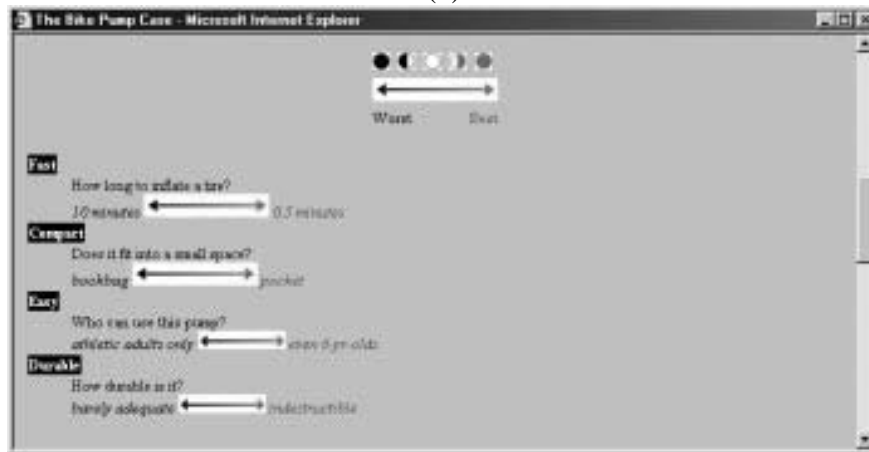 The Bike Pump Case - Microsoft Internet Explorer
Worst Best
Fast
How long to inflate a tire?
10 minutes 0.5 minutes
Compact
Does it fit into a small space?
bookbag pocket
Easy
Who can use this pump?
athletic adults only even 6 yr olds
Durable
How durable is it?
barely adequate indestructible